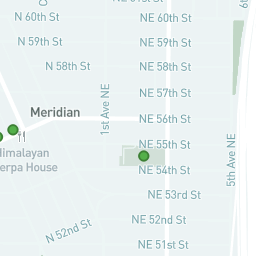 NE 61st St
N 60th St
NE 60th St
N 59th St
NE 59th St
N 58th St
NE 58th St
NE 57th St
1st Ave NE
Meridian
NE 56th St
NE 55th St
Himalayan
erpa House
NE 54th St
5th Ave NE
NE 53rd St
N 52nd St
NE 52nd St
NE 51st St